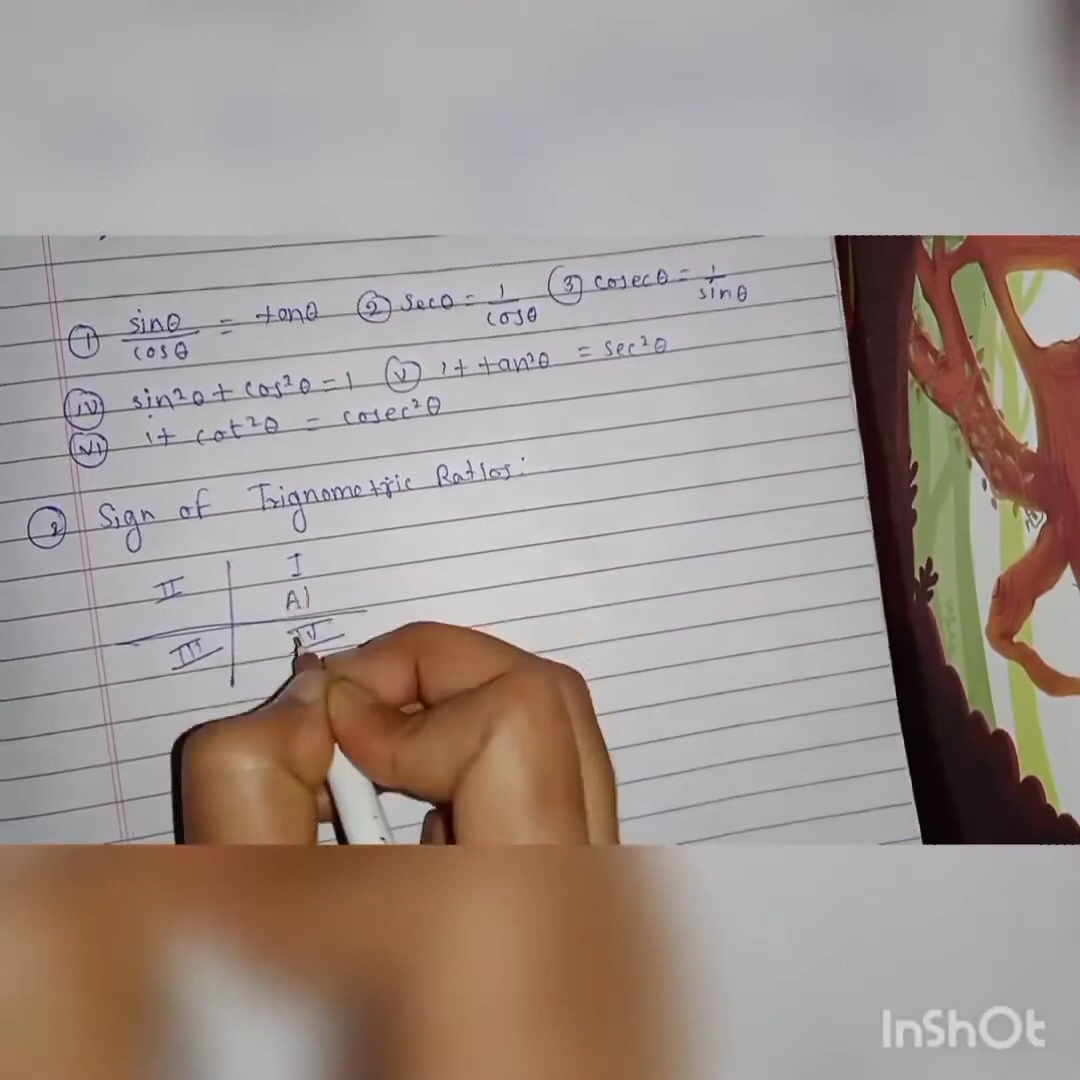 ① sinθ/cosθ = tanθ ② secθ = 1/cosθ ③ cosecθ = 1/sinθ
(iv) sin²θ + cos²θ = 1 (v) 1 + tan²θ = sec²θ
(vi) 1 + cot²θ = cosec²θ
② Sign of Trignometric Ratios:
II I
Al
III IV
InShOt